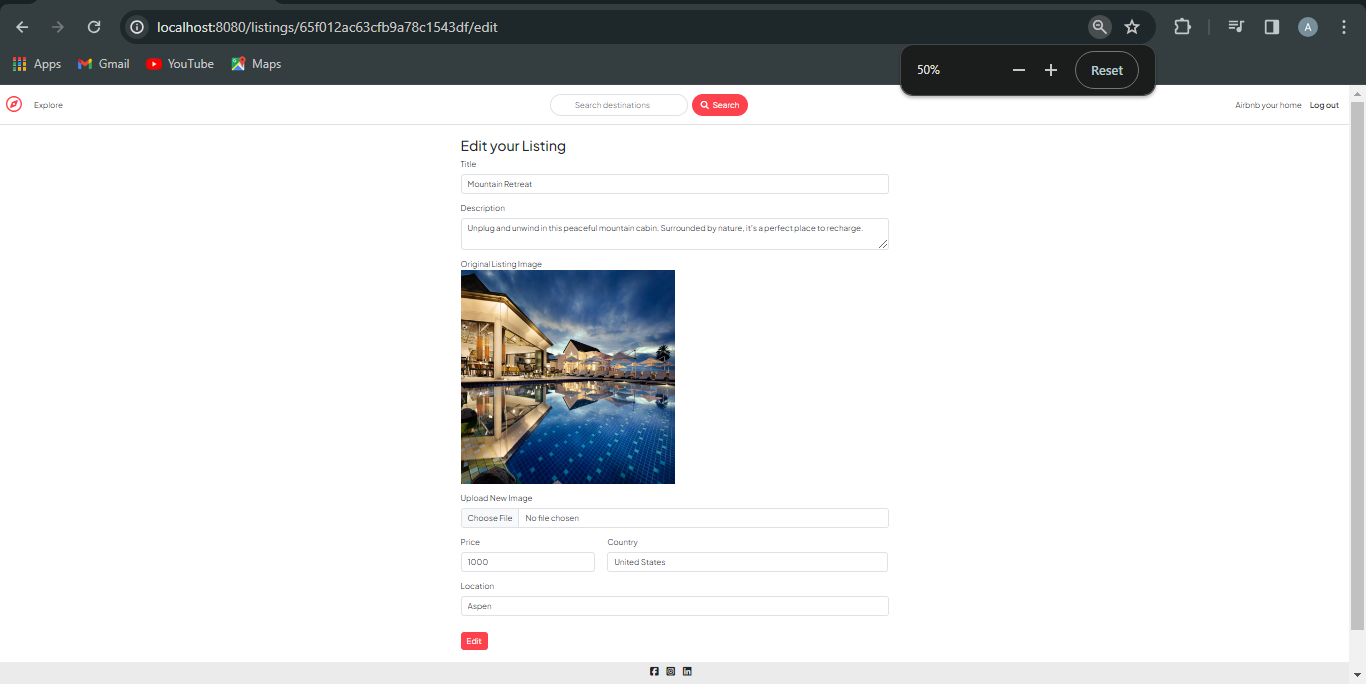 localhost:8080/listings/65f012ac63cfb9a78c1543df/edit
A
Apps Gmail YouTube Maps
50% Reset
Explore Search destinations Search Airbnb your home Log out
Edit your Listing
Title
Mountain Retreat
Description
Unplug and unwind in this peaceful mountain cabin. Surrounded by nature, it's a perfect place to recharge.
Original Listing Image
Upload New Image
Choose File No file chosen
Price Country
1000 United States
Location
Aspen
Edit